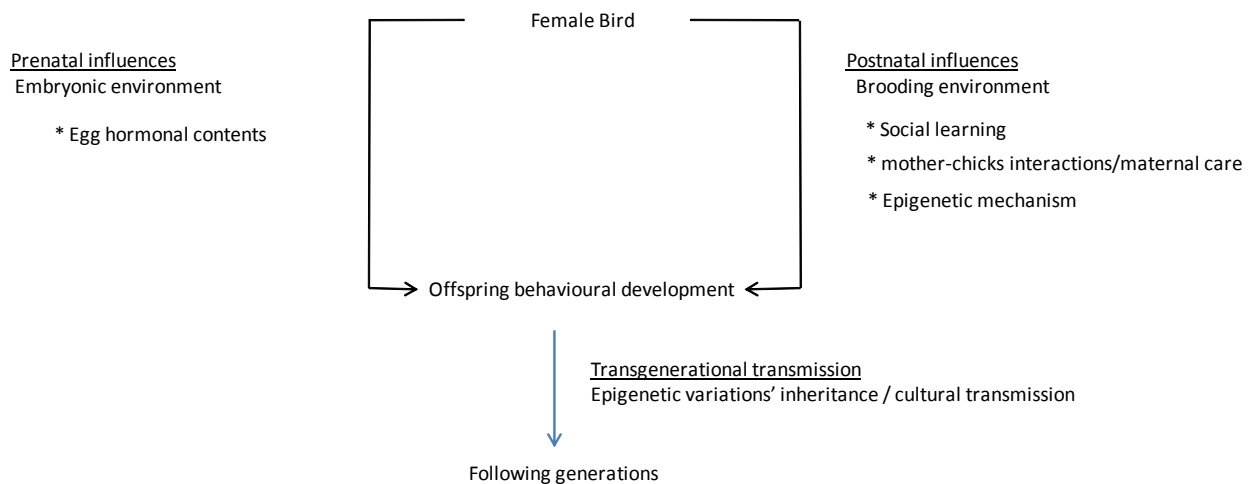 Female Bird
Prenatal influences
Embryonic environment
* Egg hormonal contents
Postnatal influences
Brooding environment
* Social learning
* mother-chicks interactions/maternal care
* Epigenetic mechanism
Offspring behavioural development
Transgenerational transmission
Epigenetic variations’ inheritance / cultural transmission
Following generations